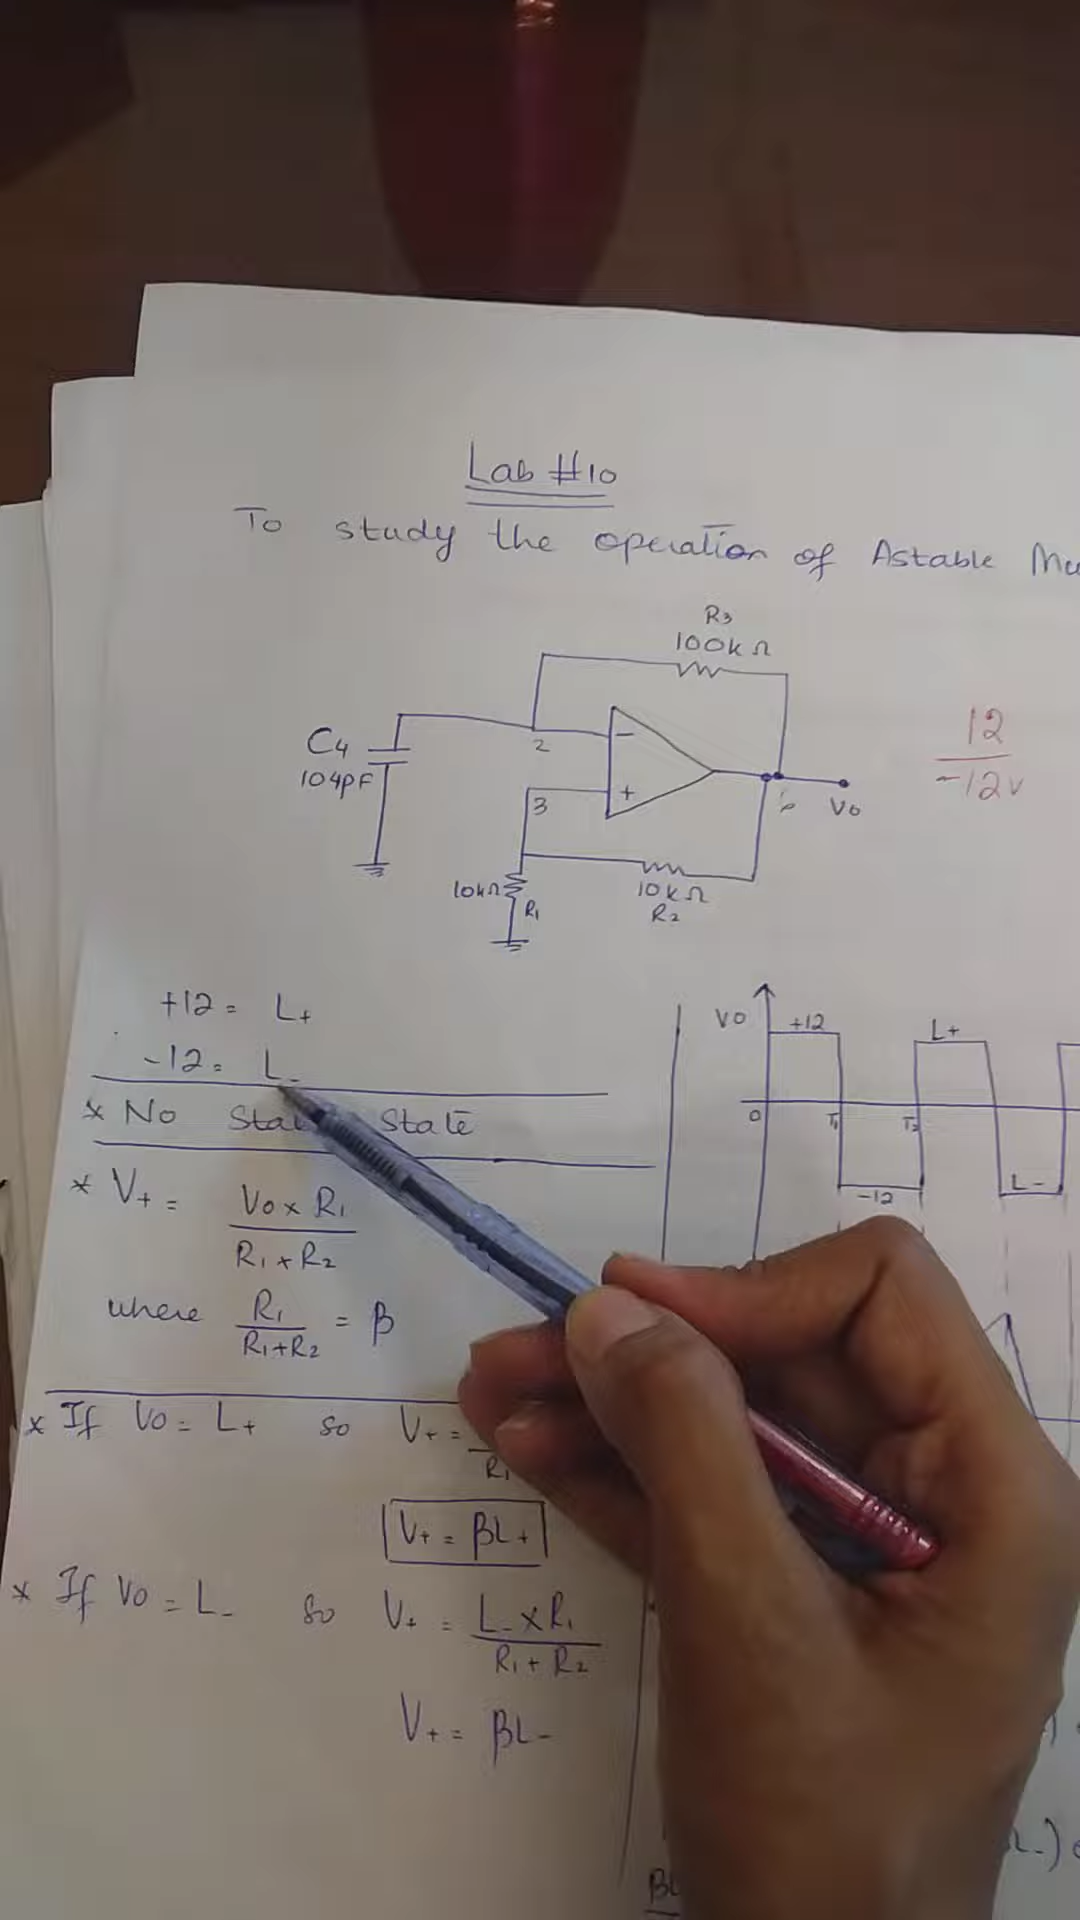 Lab #10
To study the operation of Astable
R3
100kΩ
C4
104pF
2
-
3
+
6
Vo
12
-12v
10kΩ
R1
10kΩ
R2
+12 = L+
-12 = L-
* No State
* V+ = Vo x R1
R1 + R2
where R1 = β
R1+R2
* If Vo = L+ so V+ =
R1
V+ = βL+
* If Vo = L- so V+ = L- x R1
R1 + R2
V+ = βL-
Vo
+12
L+
0
T1
T2
-12
L-
L-)